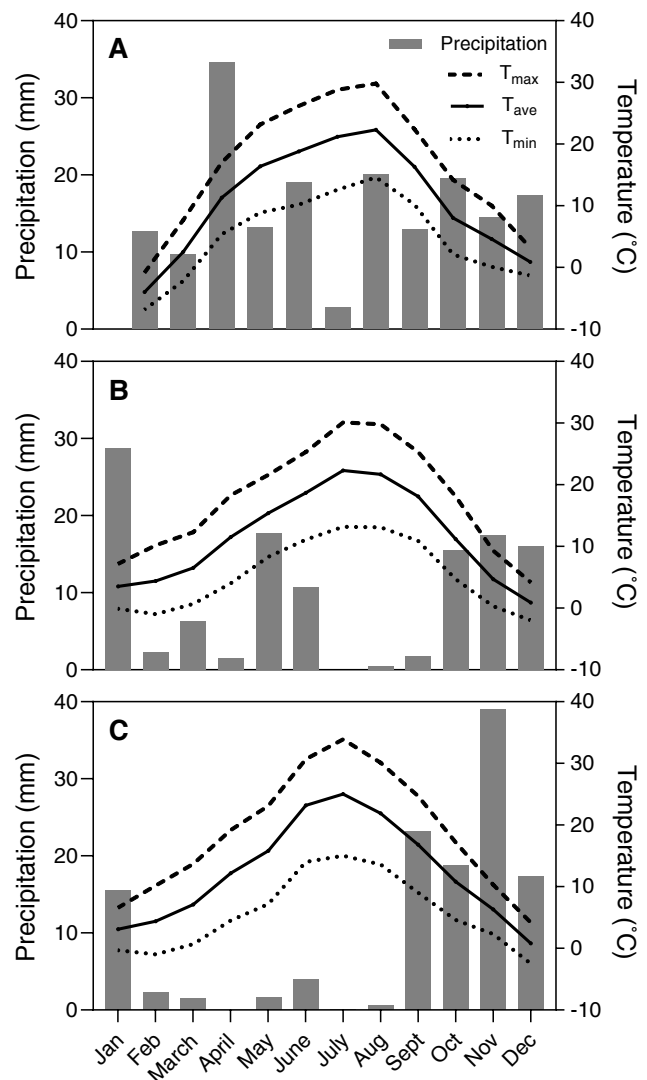 A
Precipitation
Tmax
Tave
Tmin
Precipitation (mm)
40
30
20
10
0
Temperature (˚C)
40
30
20
10
0
-10
B
Precipitation (mm)
40
30
20
10
0
Temperature (˚C)
40
30
20
10
0
-10
C
Precipitation (mm)
40
30
20
10
0
Temperature (˚C)
40
30
20
10
0
-10
Jan
Feb
March
April
May
June
July
Aug
Sept
Oct
Nov
Dec